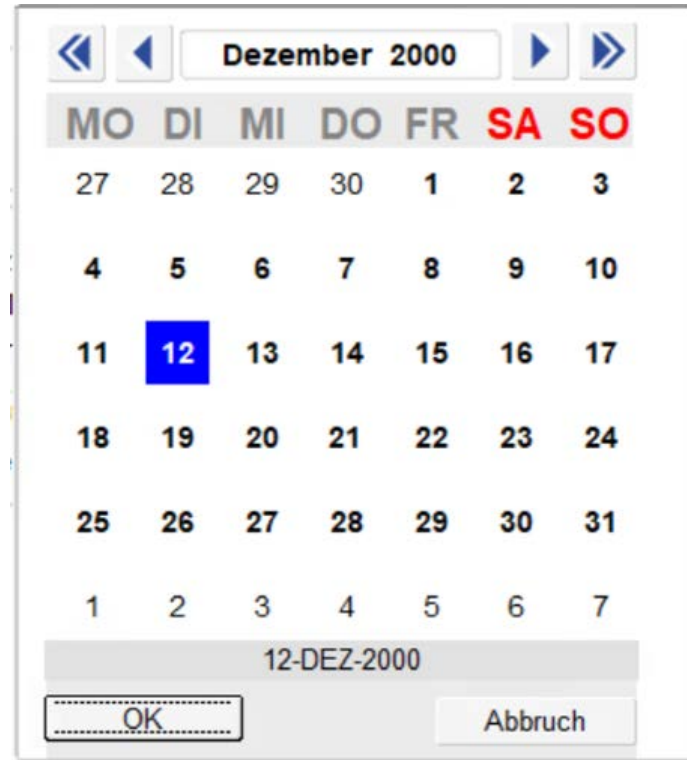 Dezember 2000
MO DI MI DO FR SA SO
27 28 29 30 1 2 3
4 5 6 7 8 9 10
11 12 13 14 15 16 17
18 19 20 21 22 23 24
25 26 27 28 29 30 31
1 2 3 4 5 6 7
12-DEZ-2000
OK Abbruch